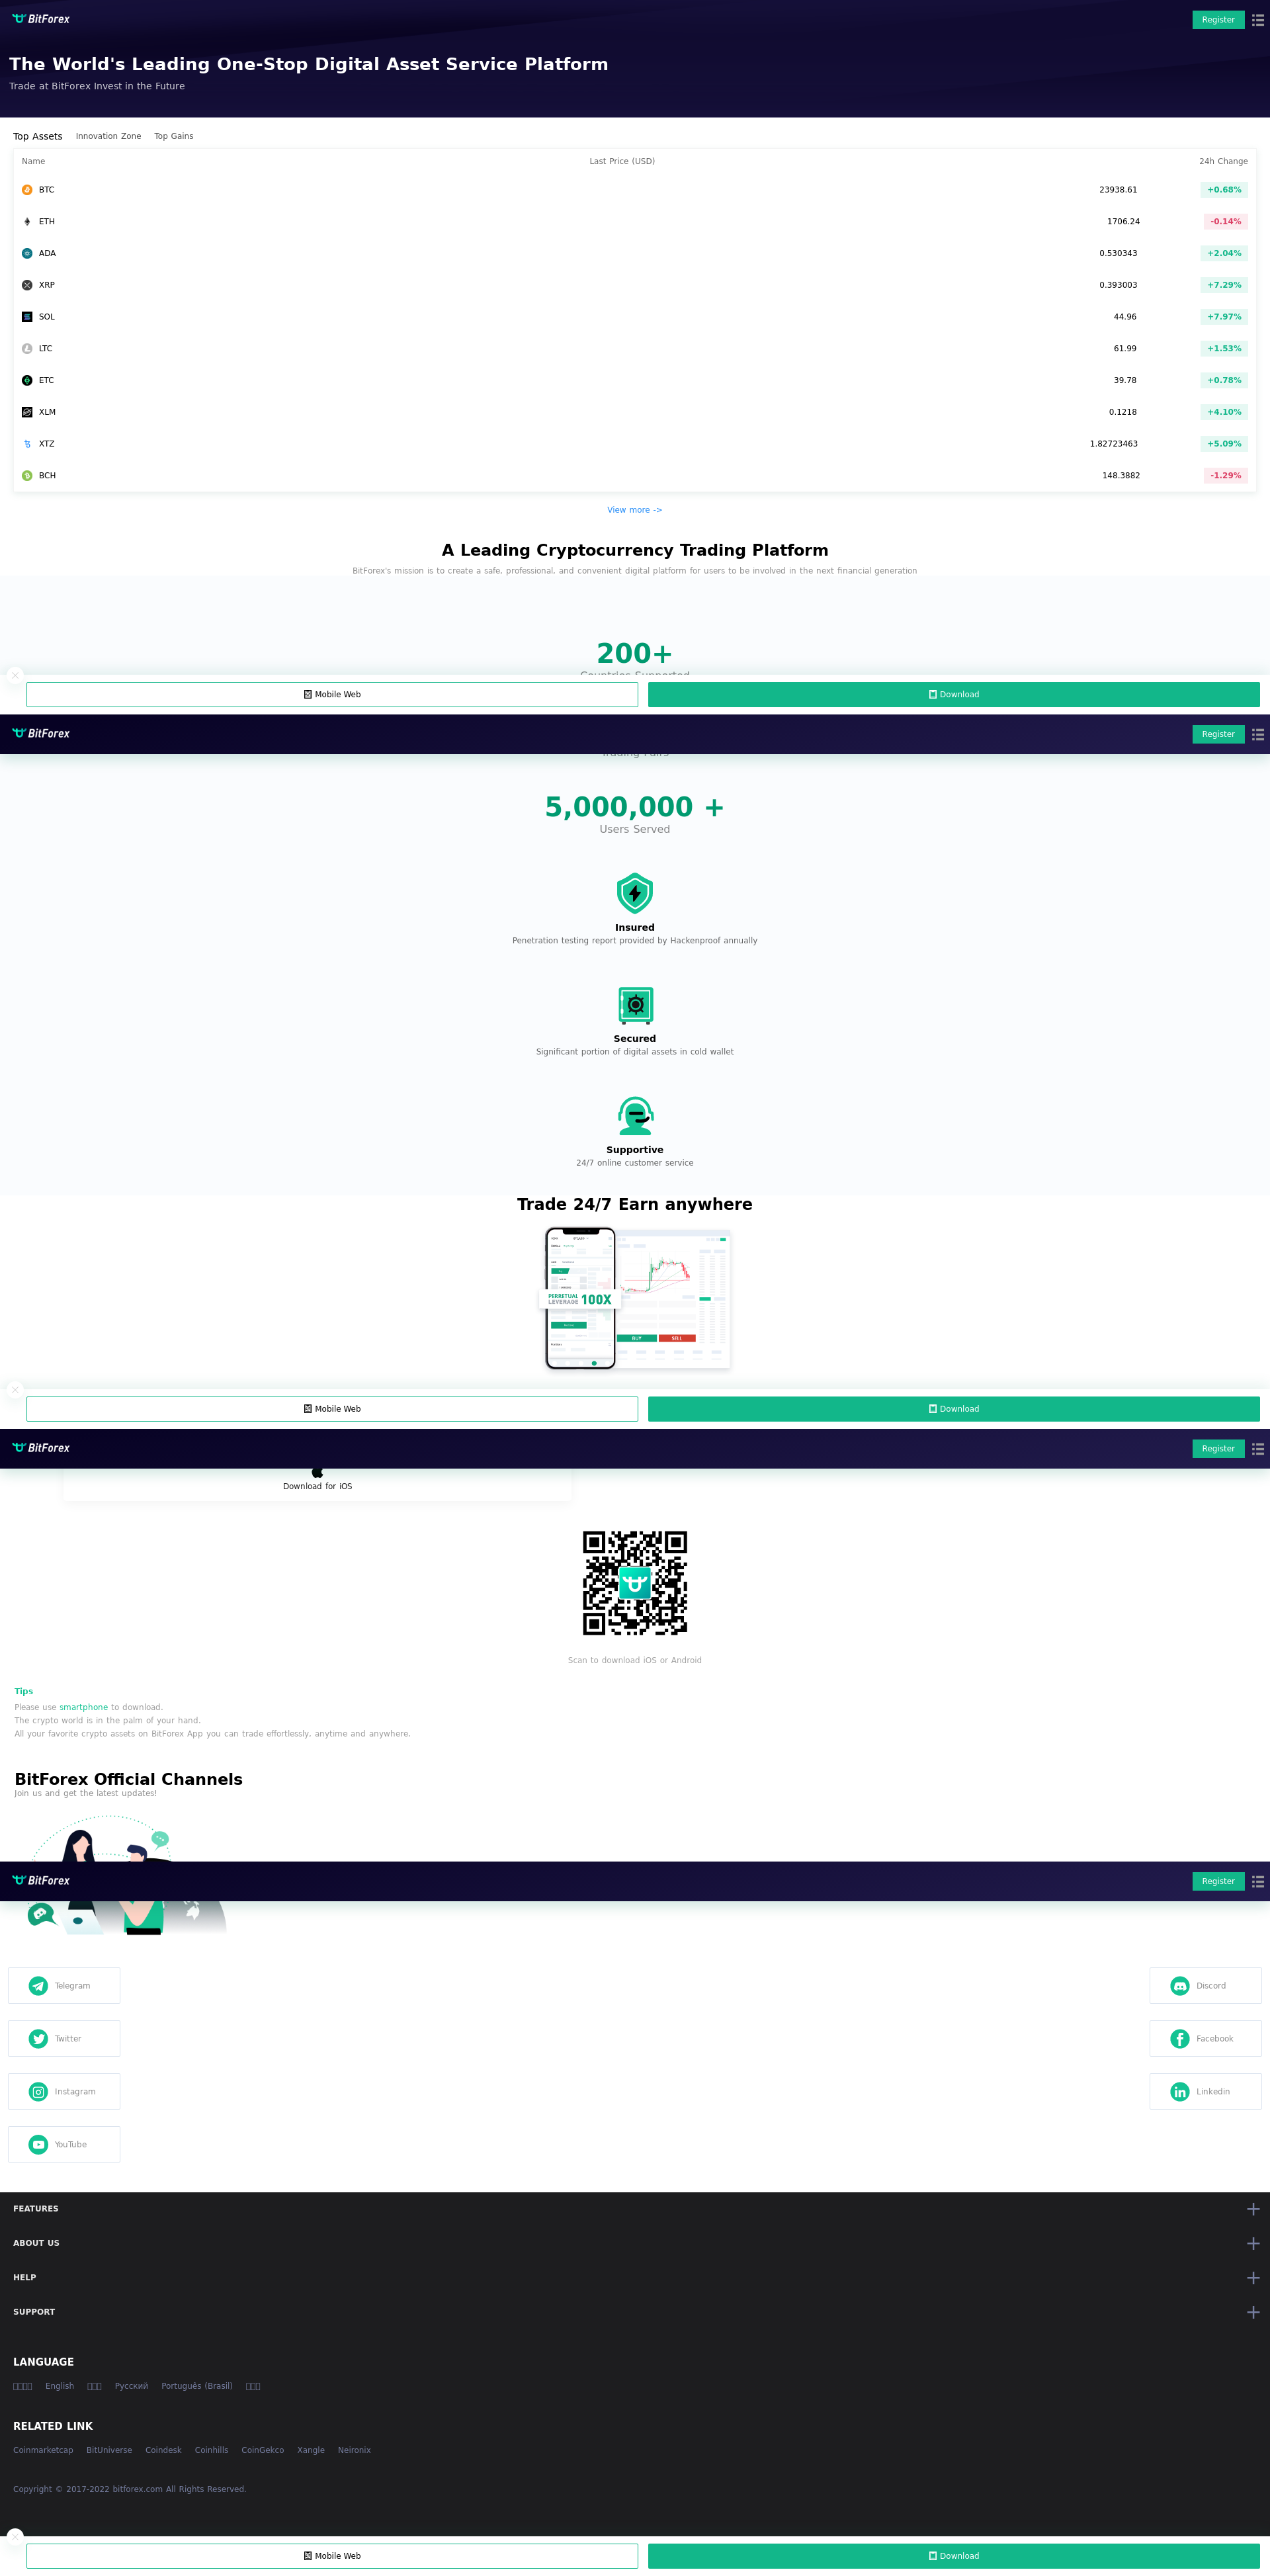 BitForex
Register
The World's Leading One-Stop Digital Asset Service Platform
Trade at BitForex Invest in the Future
Top Assets Innovation Zone Top Gains
Name Last Price (USD) 24h Change
BTC 23938.61 +0.68%
ETH 1706.24 -0.14%
ADA 0.530343 +2.04%
XRP 0.393003 +7.29%
SOL 44.96 +7.97%
LTC 61.99 +1.53%
ETC 39.78 +0.78%
XLM 0.1218 +4.10%
XTZ 1.82723463 +5.09%
BCH 148.3882 -1.29%
View more ->
A Leading Cryptocurrency Trading Platform
BitForex's mission is to create a safe, professional, and convenient digital platform for users to be involved in the next financial generation
200+
Countries Supported
Mobile Web Download
BitForex Register
Trading Pairs
5,000,000 +
Users Served
Insured
Penetration testing report provided by Hackenproof annually
Secured
Significant portion of digital assets in cold wallet
Supportive
24/7 online customer service
Trade 24/7 Earn anywhere
PERPETUAL
LEVERAGE 100X
BUY SELL
Mobile Web Download
BitForex Register
Download for iOS
Scan to download iOS or Android
Tips
Please use smartphone to download.
The crypto world is in the palm of your hand.
All your favorite crypto assets on BitForex App you can trade effortlessly, anytime and anywhere.
BitForex Official Channels
Join us and get the latest updates!
BitForex Register
Telegram Discord
Twitter Facebook
Instagram Linkedin
YouTube
FEATURES
ABOUT US
HELP
SUPPORT
LANGUAGE
English Русский Português (Brasil)
RELATED LINK
Coinmarketcap BitUniverse Coindesk Coinhills CoinGekco Xangle Neironix
Copyright © 2017-2022 bitforex.com All Rights Reserved.
Mobile Web Download